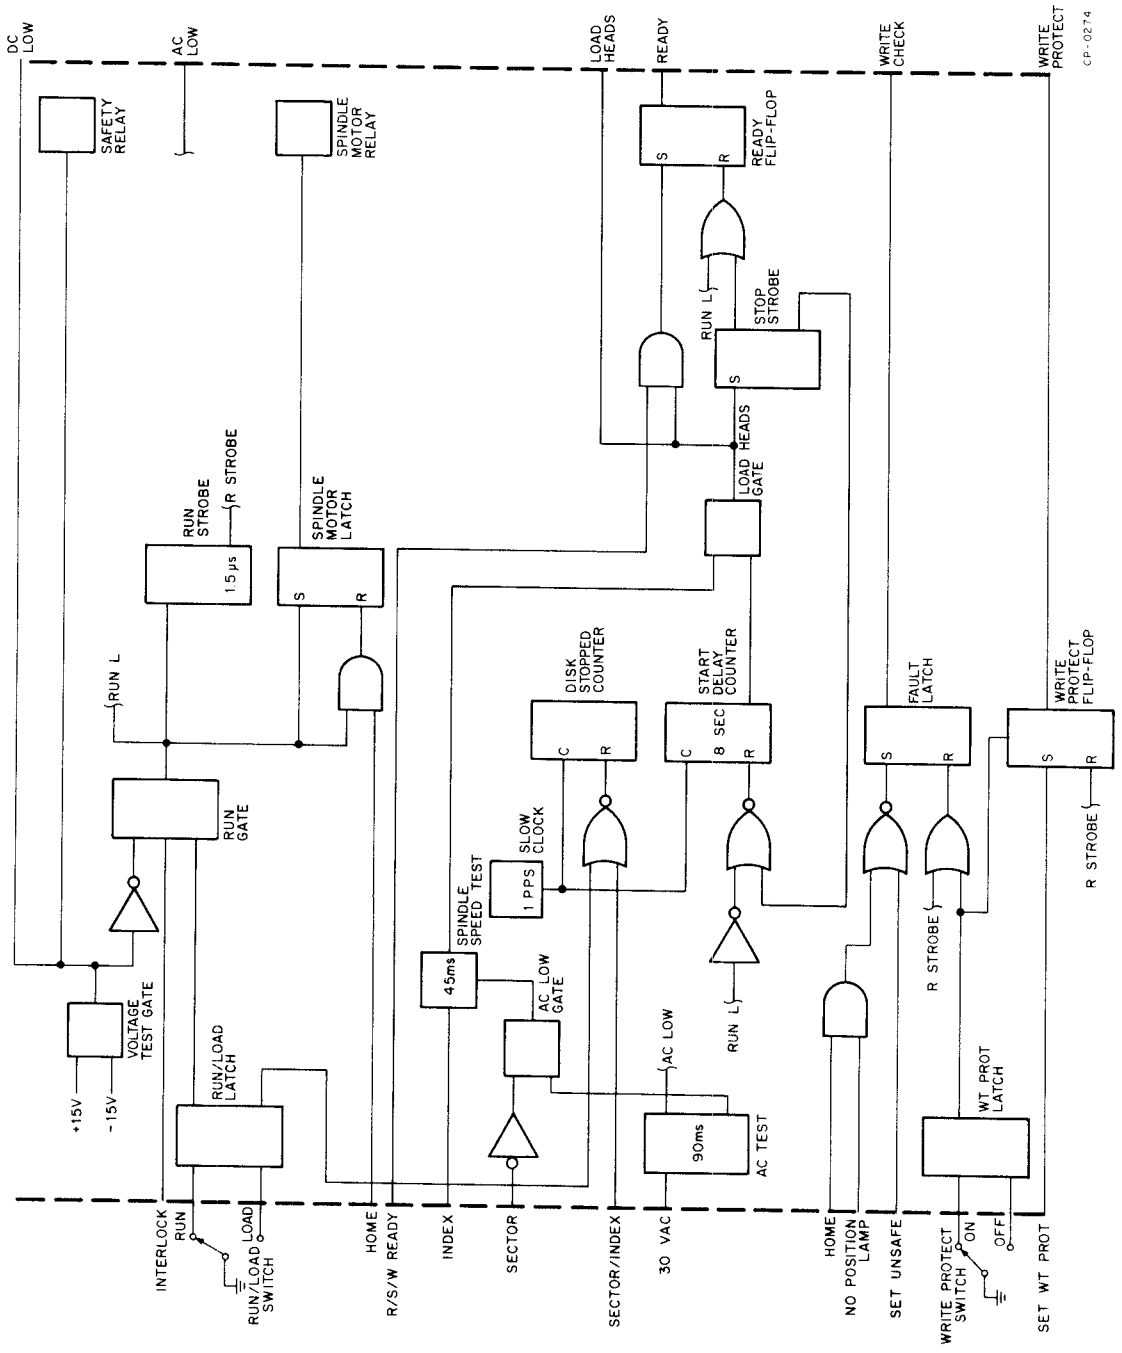 DC
LOW
AC
LOW
LOAD
HEADS
READY
WRITE
CHECK
WRITE
PROTECT
CP-0274
SAFETY
RELAY
SPINDLE
MOTOR
RELAY
S
R
READY
FLIP-FLOP
RUN L
STOP
STROBE
S
HEADS
LOAD
GATE
RUN
STROBE
R STROBE
1.5 µs
SPINDLE
MOTOR
LATCH
S
R
RUN L
RUN
GATE
DISK
STOPPED
COUNTER
C
R
START
DELAY
COUNTER
C
8 SEC
R
FAULT
LATCH
S
R
WRITE
PROTECT
FLIP-FLOP
S
R
R STROBE
SLOW
CLOCK
1 PPS
SPINDLE
SPEED TEST
45ms
AC LOW
GATE
RUN L
R STROBE
VOLTAGE
TEST GATE
+15V
-15V
RUN/LOAD
LATCH
AC LOW
90ms
AC TEST
WT PROT
LATCH
INTERLOCK
RUN
LOAD
RUN/LOAD
SWITCH
HOME
R/S/W READY
INDEX
SECTOR
SECTOR/INDEX
30 VAC
HOME
NO POSITION
LAMP
SET UNSAFE
ON
WRITE PROTECT
SWITCH
OFF
SET WT PROT